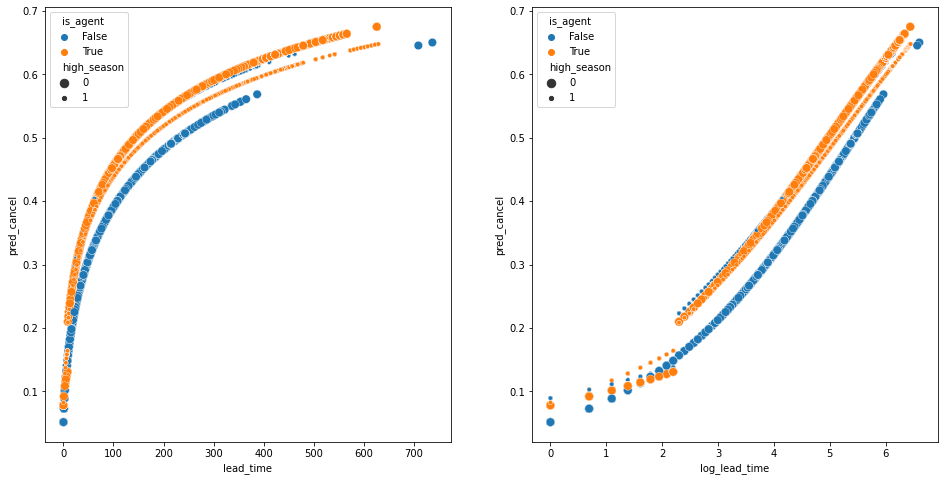 is_agent
False
True
high_season
0
1
0.7
0.6
0.5
0.4
0.3
0.2
0.1
pred_cancel
0 100 200 300 400 500 600 700
lead_time
is_agent
False
True
high_season
0
1
0.7
0.6
0.5
0.4
0.3
0.2
0.1
pred_cancel
0 1 2 3 4 5 6
log_lead_time